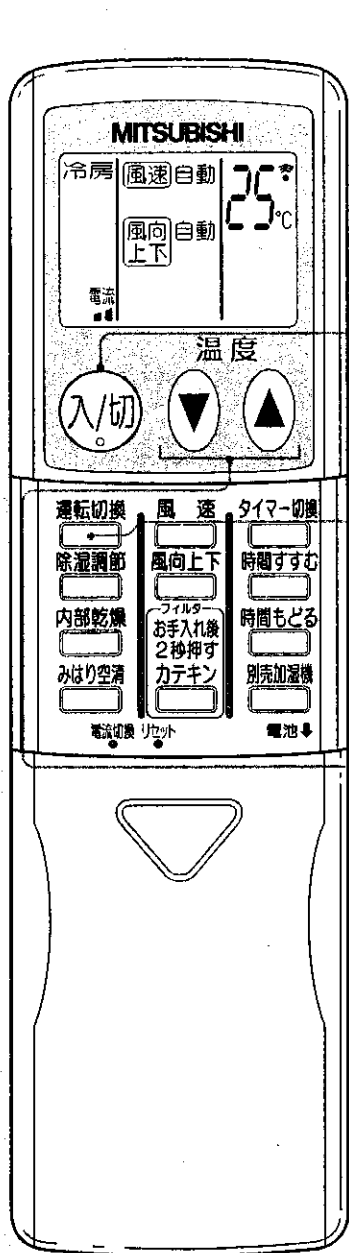 MITSUBISHI
冷房 風速 自動 25℃
風向上下 自動
電流
温度
入/切 ▼ ▲
運転切換 風速 タイマー切換
除湿調節 風向上下 時間すすむ
内部乾燥 フィルター 時間もどる
お手入れ後
2秒押す
みはり空清 カテキン 別売加湿機
電流切換 リセット 電池⬇